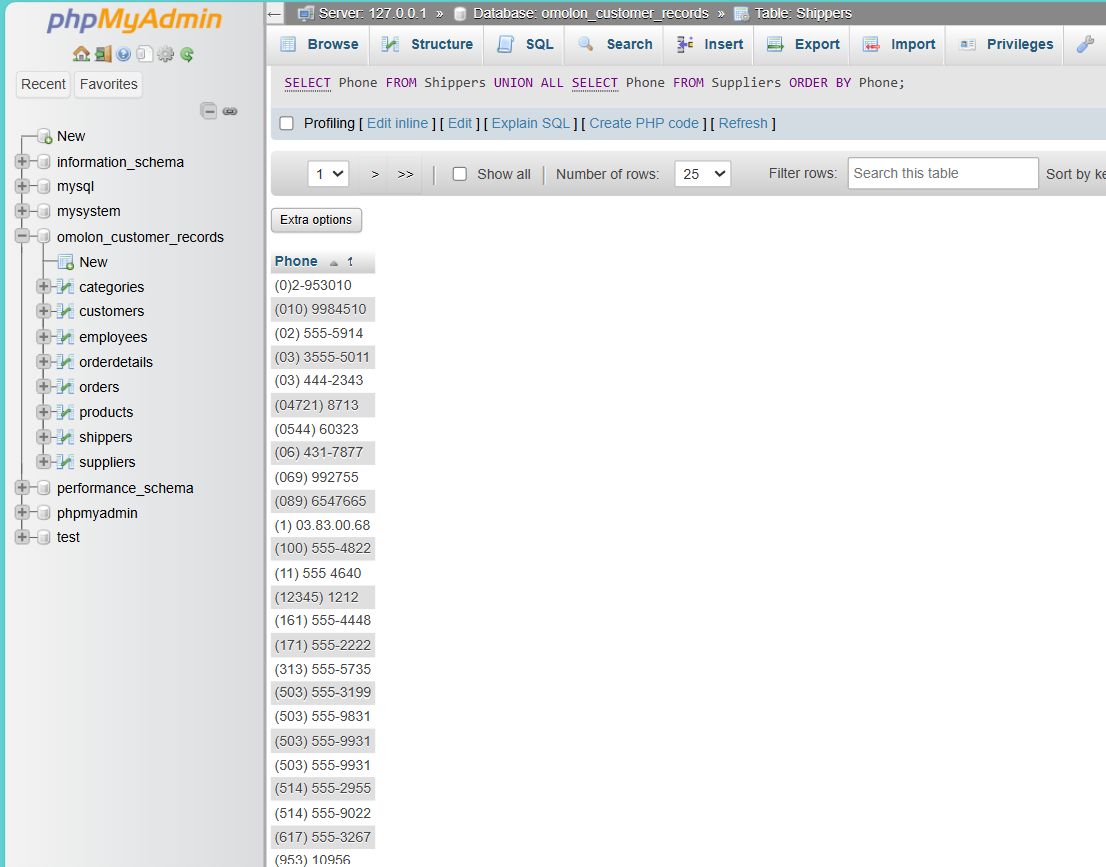 phpMyAdmin
Recent Favorites
New
information_schema
mysql
mysystem
omolon_customer_records
New
categories
customers
employees
orderdetails
orders
products
shippers
suppliers
performance_schema
phpmyadmin
test
← Server: 127.0.0.1 » Database: omolon_customer_records » Table: Shippers
Browse Structure SQL Search Insert Export Import Privileges
SELECT Phone FROM Shippers UNION ALL SELECT Phone FROM Suppliers ORDER BY Phone;
Profiling [ Edit inline ] [ Edit ] [ Explain SQL ] [ Create PHP code ] [ Refresh ]
1 > >> | Show all | Number of rows: 25 Filter rows: Search this table Sort by ke
Extra options
Phone 1
(0)2-953010
(010) 9984510
(02) 555-5914
(03) 3555-5011
(03) 444-2343
(04721) 8713
(0544) 60323
(06) 431-7877
(069) 992755
(089) 6547665
(1) 03.83.00.68
(100) 555-4822
(11) 555 4640
(12345) 1212
(161) 555-4448
(171) 555-2222
(313) 555-5735
(503) 555-3199
(503) 555-9831
(503) 555-9931
(503) 555-9931
(514) 555-2955
(514) 555-9022
(617) 555-3267
(953) 10956